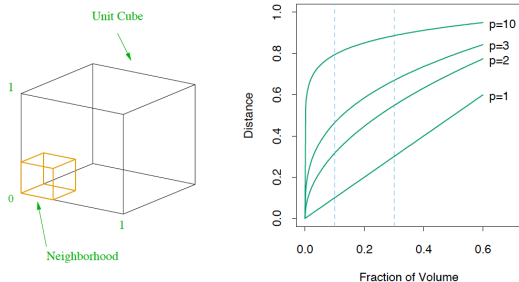 Unit Cube
1
0
1
Neighborhood
Distance
1.0
0.8
0.6
0.4
0.2
0.0
p=10
p=3
p=2
p=1
0.0 0.2 0.4 0.6
Fraction of Volume